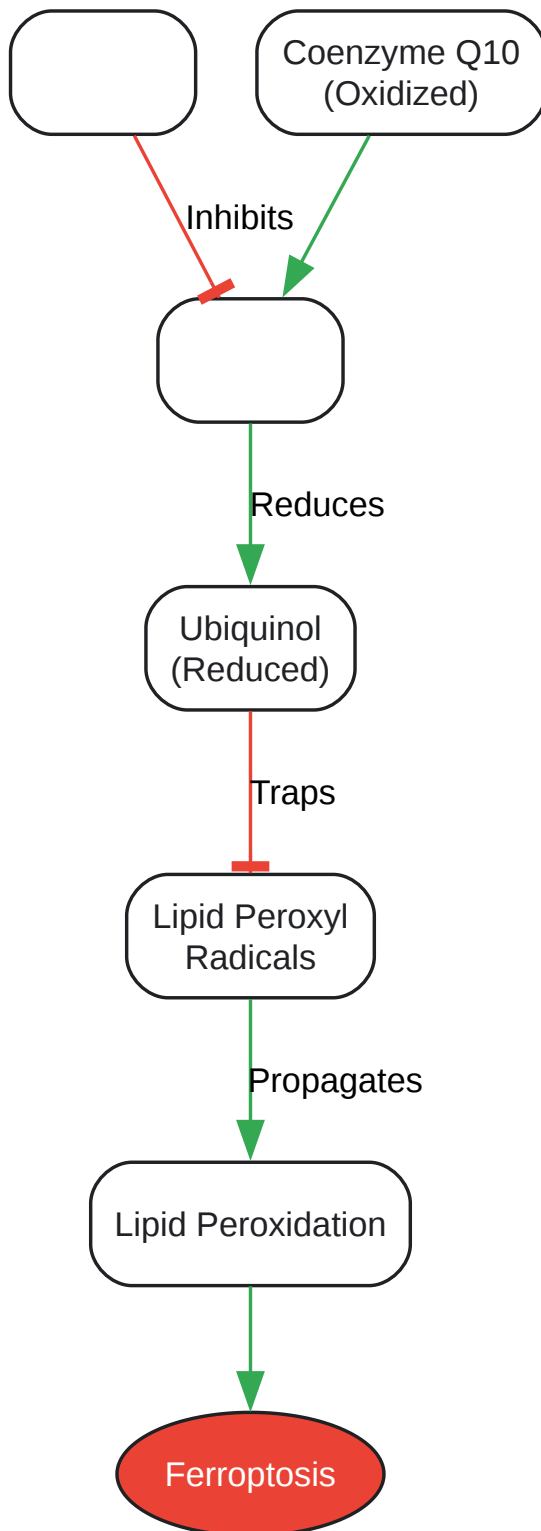 Coenzyme Q10
(Oxidized)
Inhibits
Reduces
Ubiquinol
(Reduced)
Traps
Lipid Peroxyl
Radicals
Propagates
Lipid Peroxidation
Ferroptosis